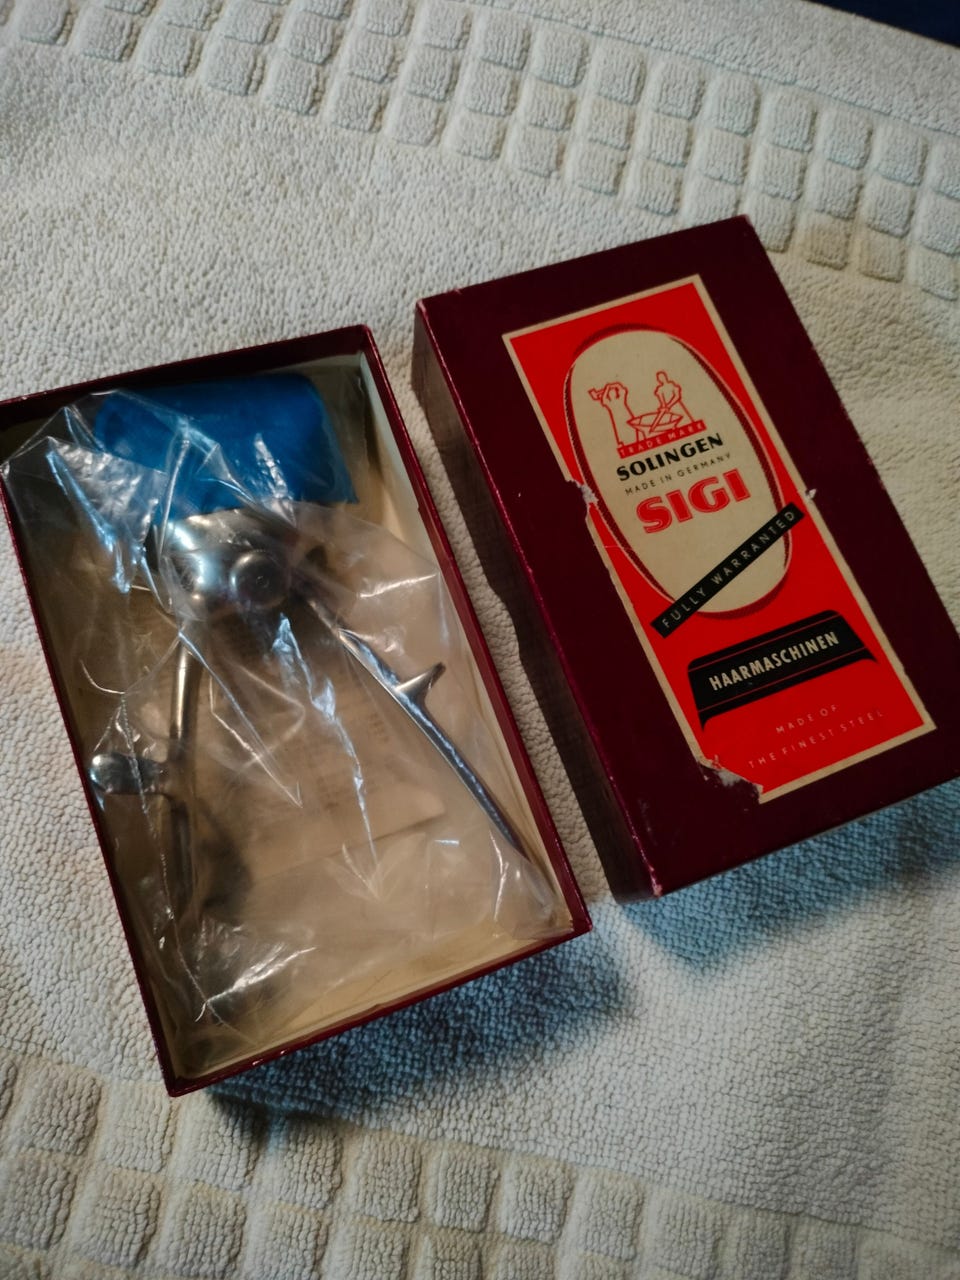 TRADE MARK
SOLINGEN
MADE IN GERMANY
SIGI
FULLY WARRANTED
HAARMASCHINEN
MADE OF
THE FINEST STEEL